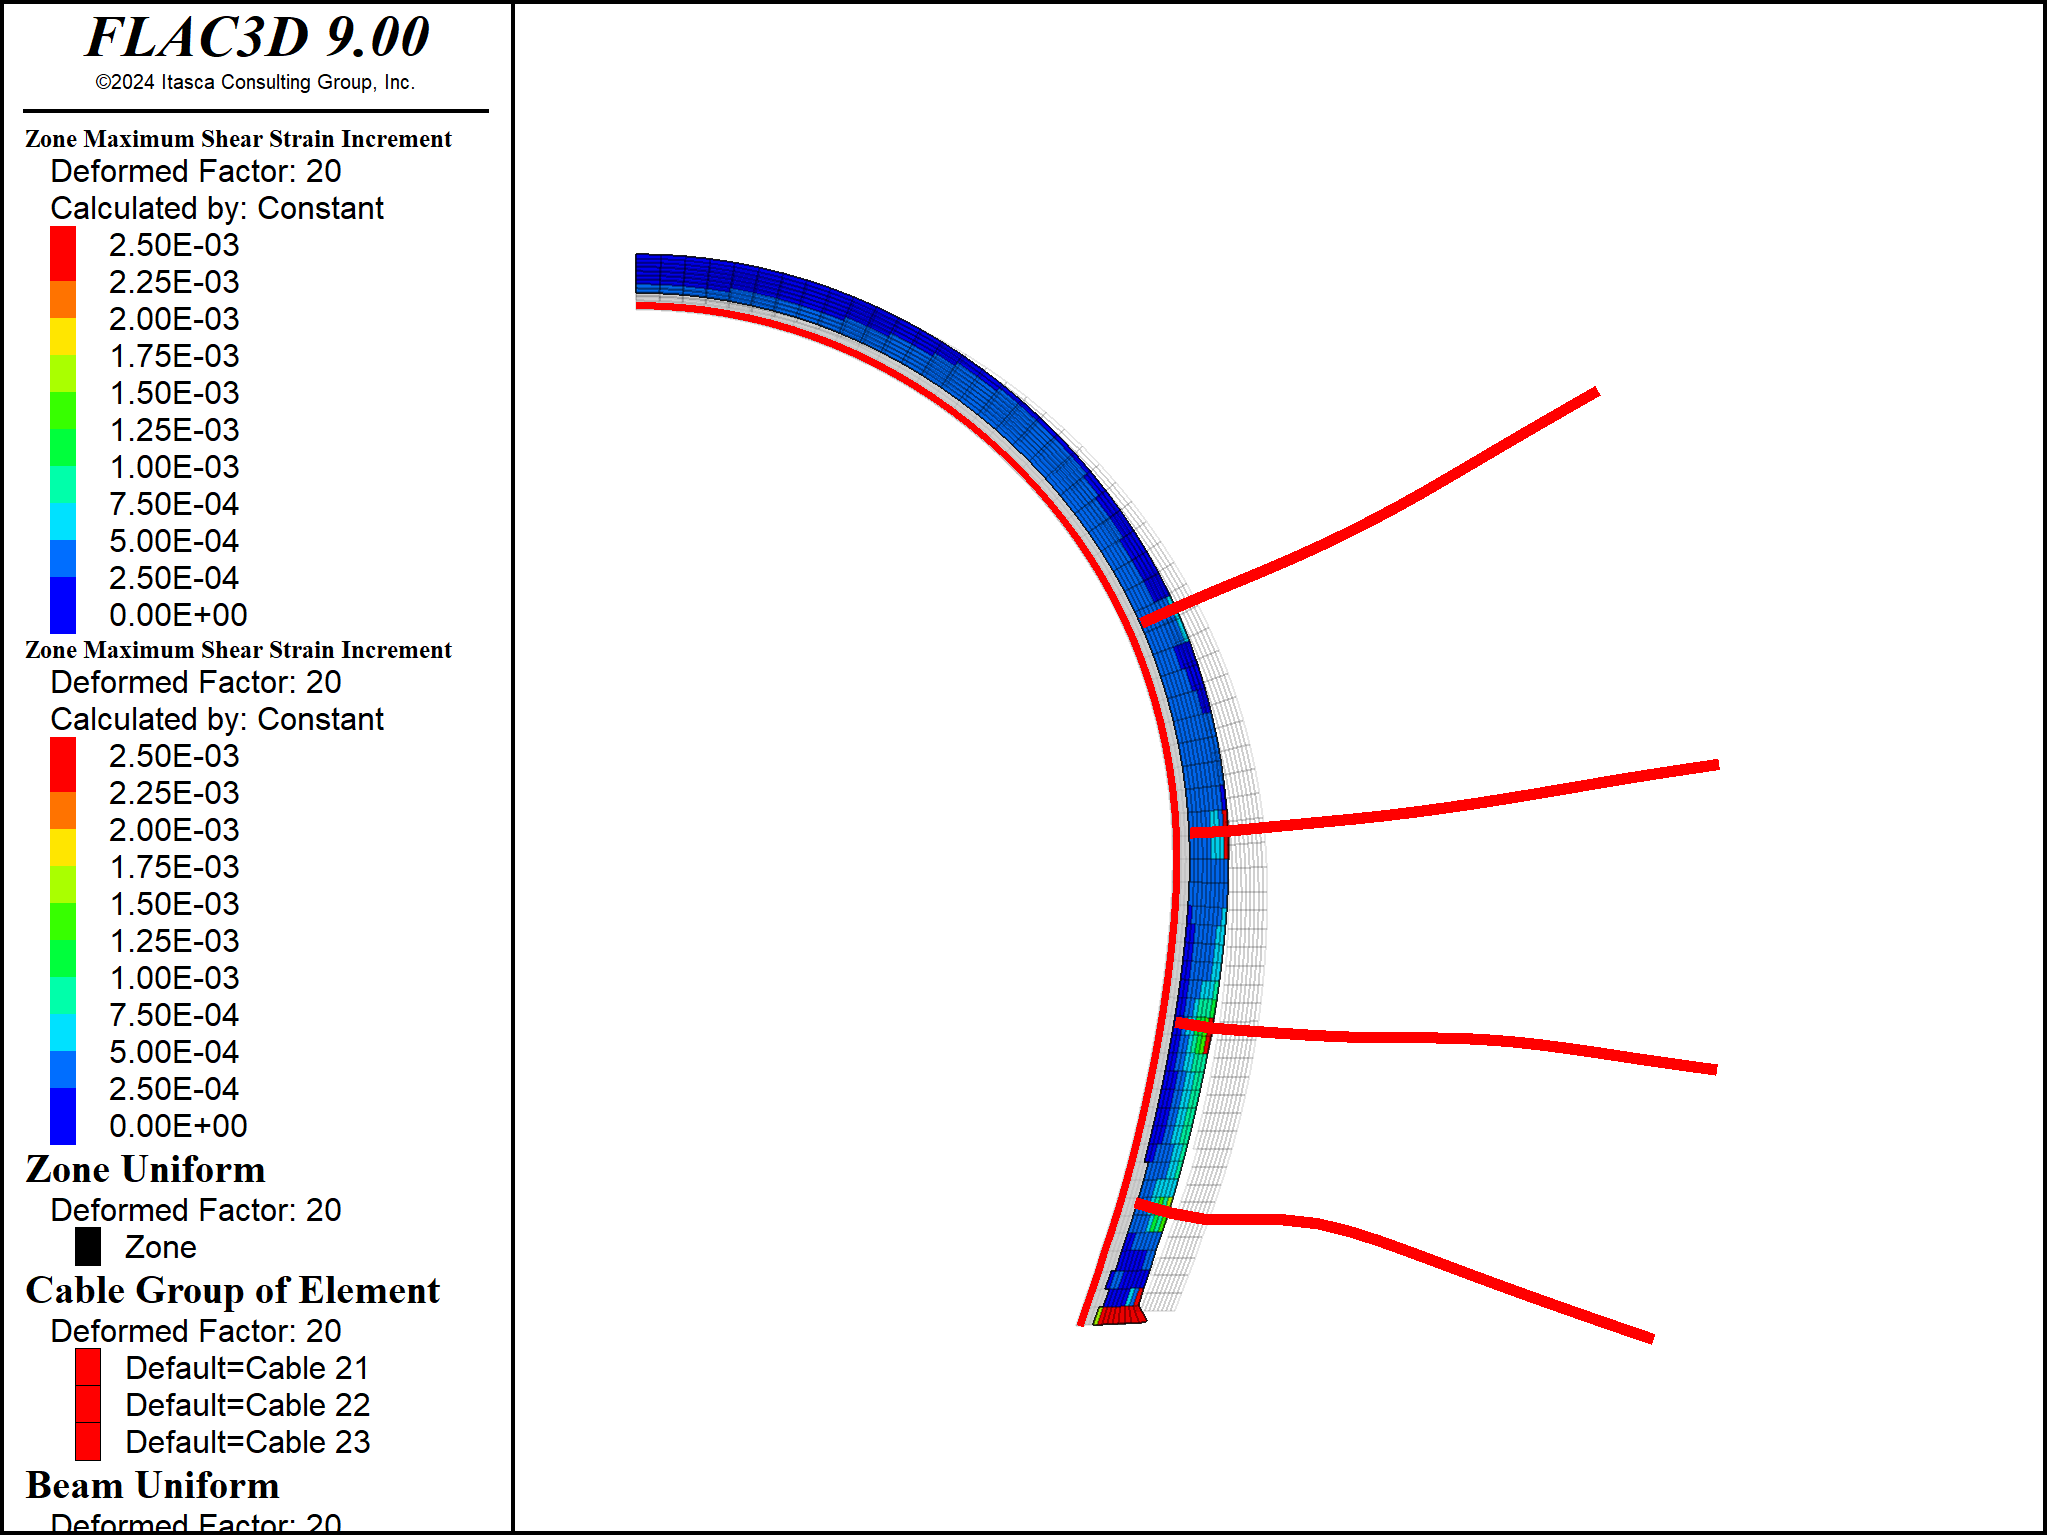 FLAC3D 9.00
©2024 Itasca Consulting Group, Inc.
Zone Maximum Shear Strain Increment
Deformed Factor: 20
Calculated by: Constant
2.50E-03
2.25E-03
2.00E-03
1.75E-03
1.50E-03
1.25E-03
1.00E-03
7.50E-04
5.00E-04
2.50E-04
0.00E+00
Zone Maximum Shear Strain Increment
Deformed Factor: 20
Calculated by: Constant
2.50E-03
2.25E-03
2.00E-03
1.75E-03
1.50E-03
1.25E-03
1.00E-03
7.50E-04
5.00E-04
2.50E-04
0.00E+00
Zone Uniform
Deformed Factor: 20
Zone
Cable Group of Element
Deformed Factor: 20
Default=Cable 21
Default=Cable 22
Default=Cable 23
Beam Uniform
Deformed Factor: 20